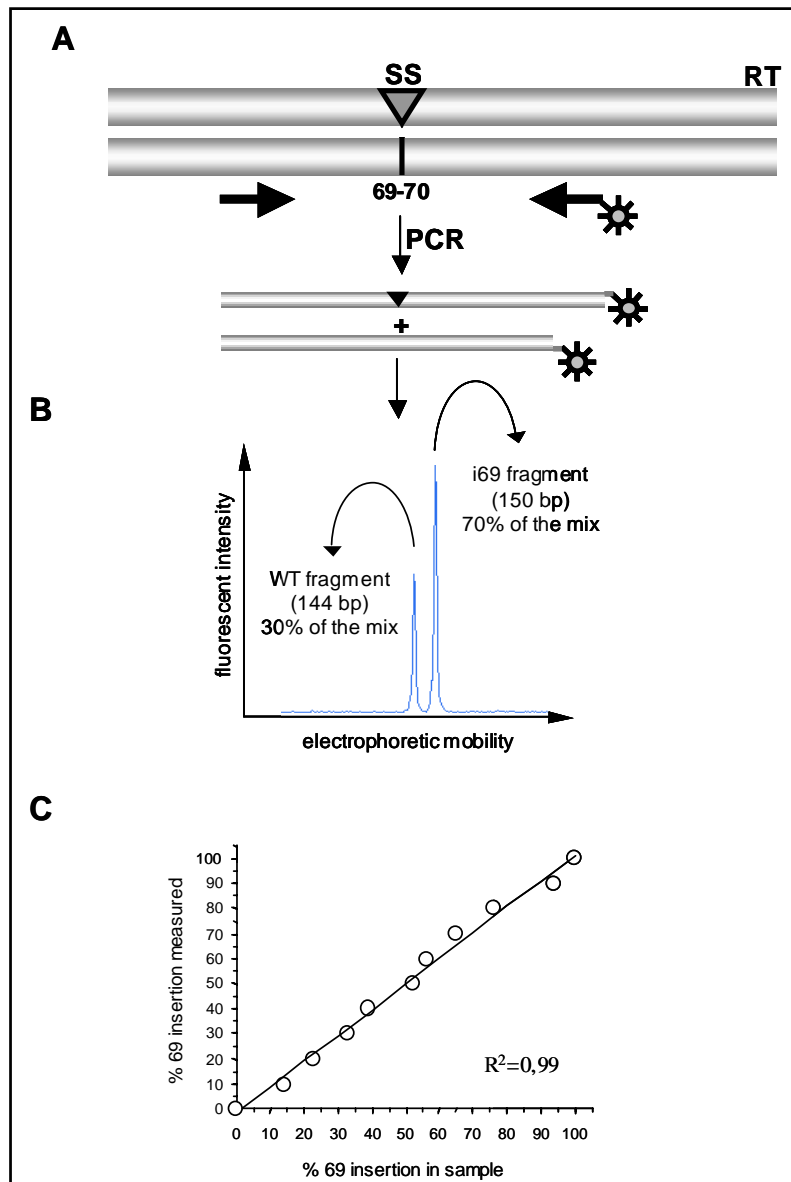 A
SS
RT
69-70
PCR
+
B
fluorescent intensity
i69 fragment
(150 bp)
70% of the mix
WT fragment
(144 bp)
30% of the mix
electrophoretic mobility
C
% 69 insertion measured
100
90
80
70
60
50
40
30
20
10
0
R²=0,99
0 10 20 30 40 50 60 70 80 90 100
% 69 insertion in sample